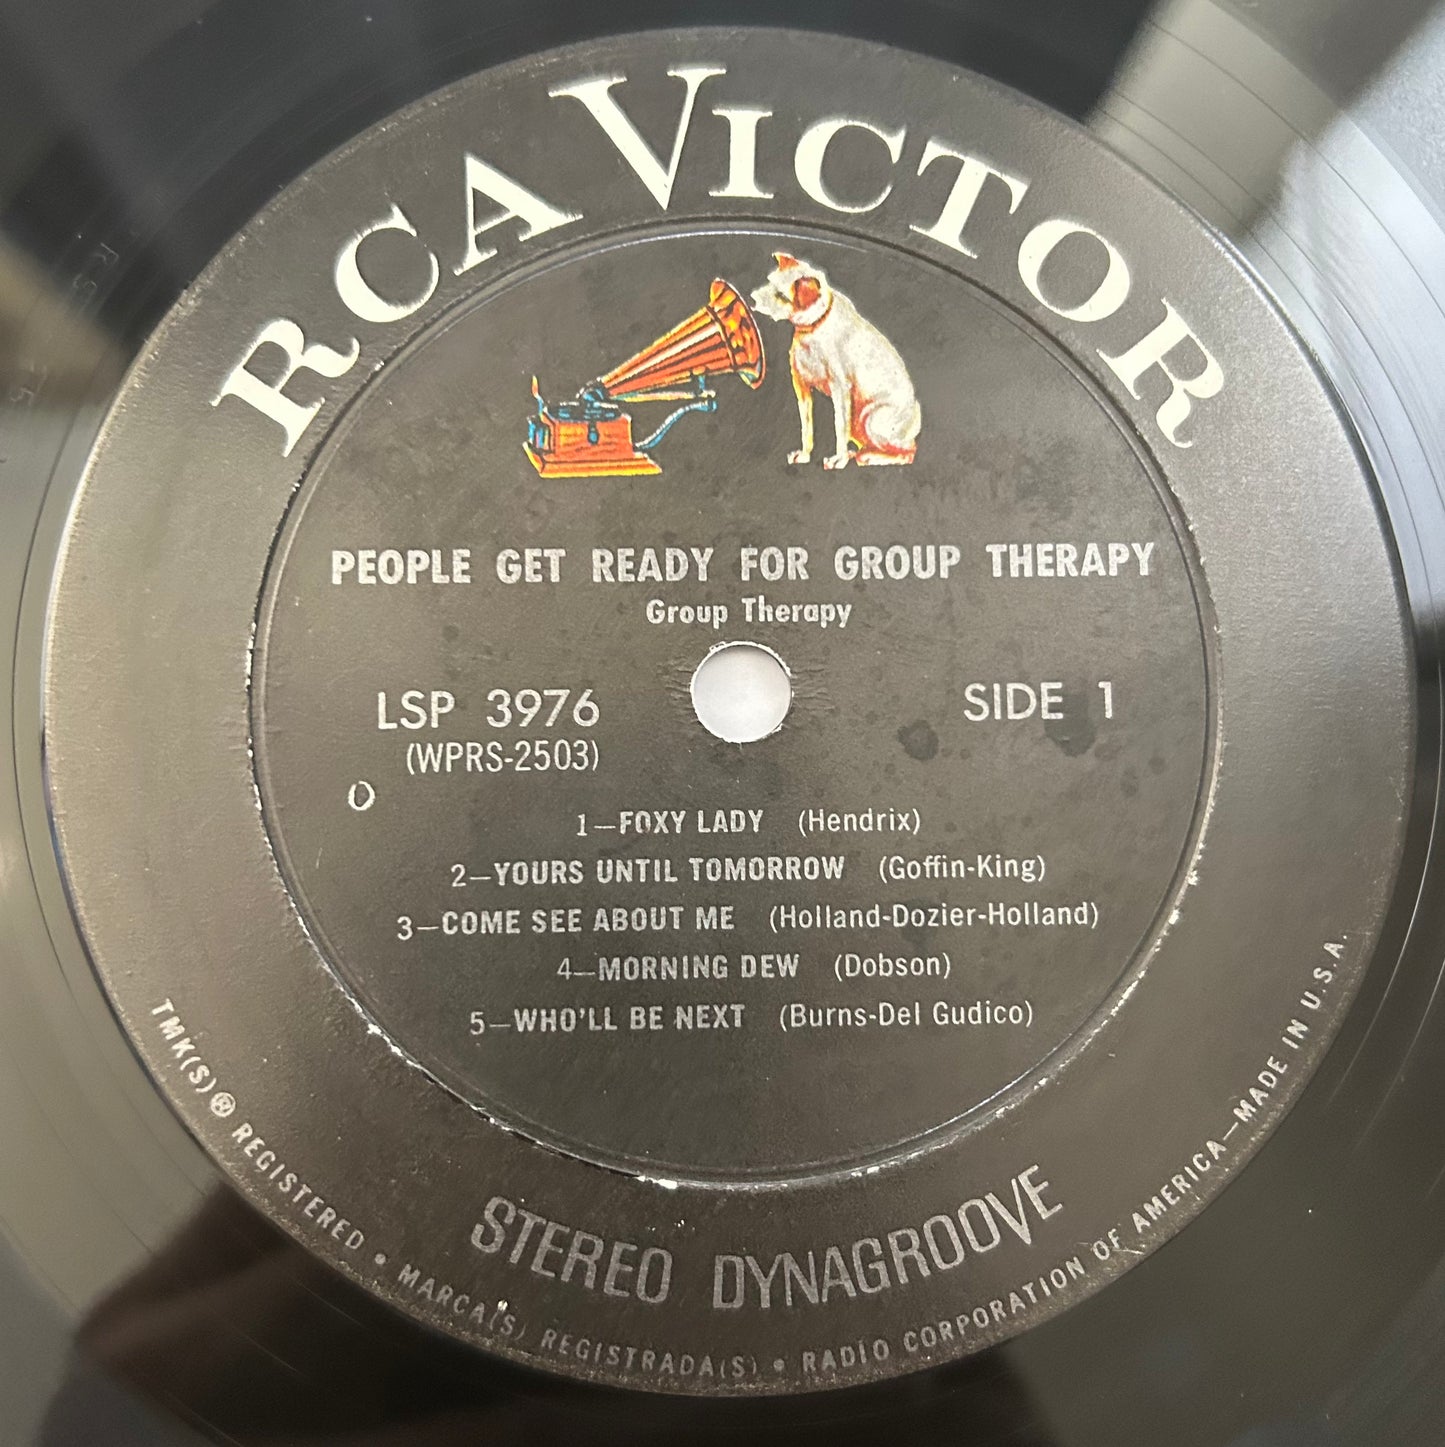 RCA VICTOR
PEOPLE GET READY FOR GROUP THERAPY
Group Therapy
LSP 3976
SIDE 1
(WPRS-2503)
O
1—FOXY LADY (Hendrix)
2—YOURS UNTIL TOMORROW (Goffin-King)
3—COME SEE ABOUT ME (Holland-Dozier-Holland)
4—MORNING DEW (Dobson)
5—WHO'LL BE NEXT (Burns-Del Gudico)
STEREO DYNAGROOVE
TMK(S) ® REGISTERED • MARCA(S) REGISTRADA(S) • RADIO CORPORATION OF AMERICA—MADE IN U.S.A.